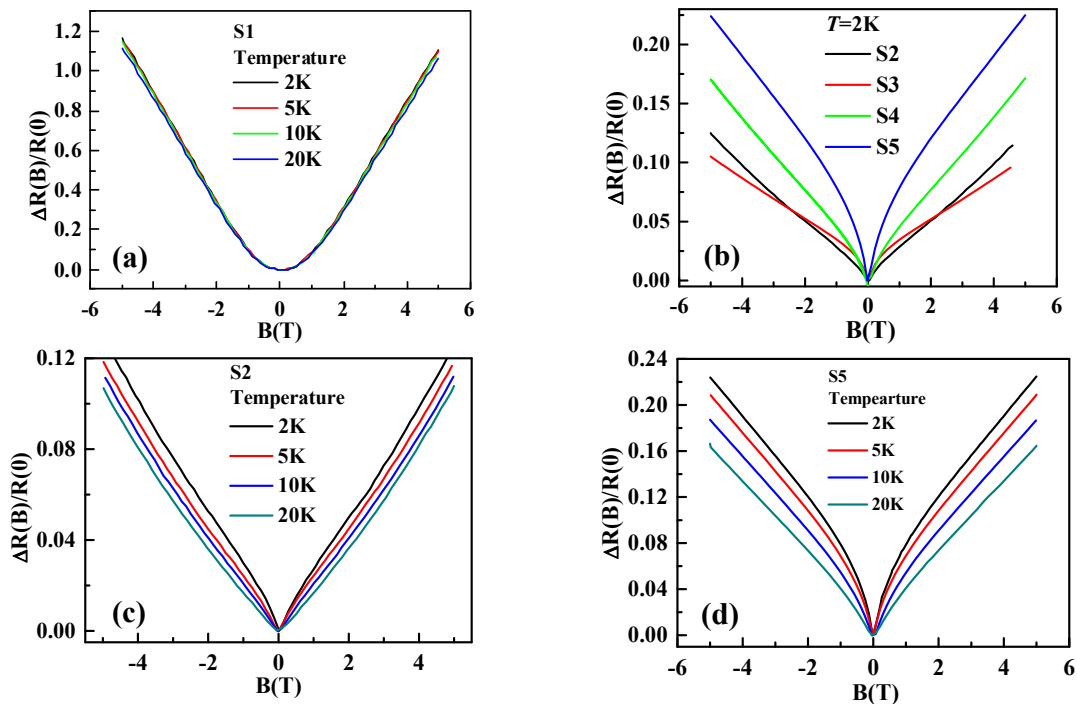 S1
Temperature
2K
5K
10K
20K
(a)
1.2
1.0
0.8
0.6
0.4
0.2
0.0
ΔR(B)/R(0)
-6 -4 -2 0 2 4 6
B(T)
T=2K
S2
S3
S4
S5
(b)
0.20
0.15
0.10
0.05
0.00
ΔR(B)/R(0)
-6 -4 -2 0 2 4 6
B(T)
S2
Temperature
2K
5K
10K
20K
(c)
0.12
0.08
0.04
0.00
ΔR(B)/R(0)
-4 -2 0 2 4
B(T)
S5
Tempearture
2K
5K
10K
20K
(d)
0.24
0.20
0.16
0.12
0.08
0.04
0.00
ΔR(B)/R(0)
-6 -4 -2 0 2 4 6
B(T)